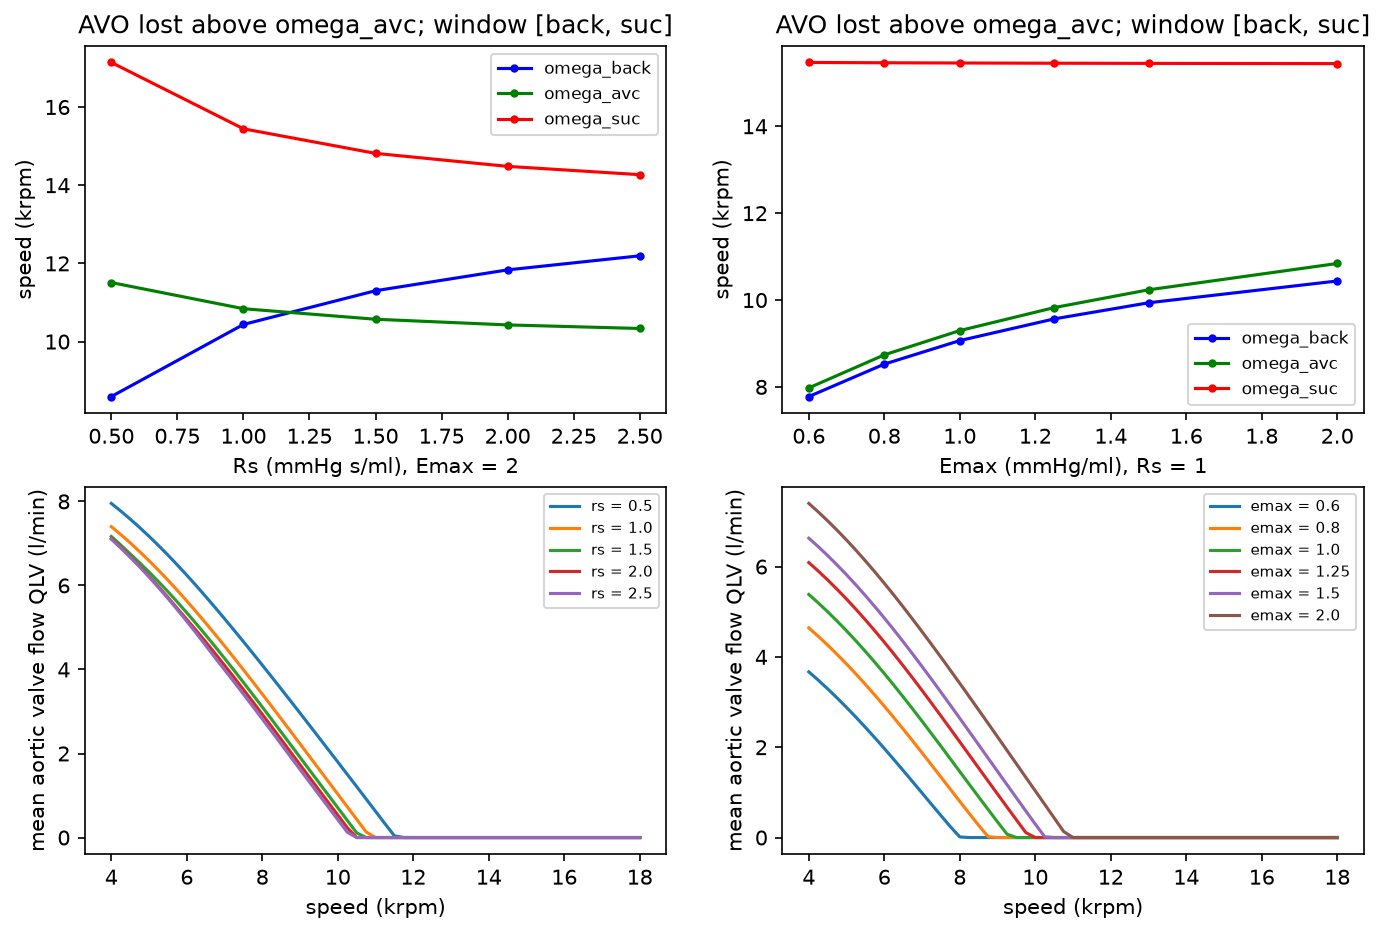 AVO lost above omega_avc; window [back, suc]
speed (krpm)
16
14
12
10
omega_back
omega_avc
omega_suc
0.50 0.75 1.00 1.25 1.50 1.75 2.00 2.25 2.50
Rs (mmHg s/ml), Emax = 2
AVO lost above omega_avc; window [back, suc]
speed (krpm)
14
12
10
8
omega_back
omega_avc
omega_suc
0.6 0.8 1.0 1.2 1.4 1.6 1.8 2.0
Emax (mmHg/ml), Rs = 1
mean aortic valve flow QLV (l/min)
8
6
4
2
0
rs = 0.5
rs = 1.0
rs = 1.5
rs = 2.0
rs = 2.5
4 6 8 10 12 14 16 18
speed (krpm)
mean aortic valve flow QLV (l/min)
6
4
2
0
emax = 0.6
emax = 0.8
emax = 1.0
emax = 1.25
emax = 1.5
emax = 2.0
4 6 8 10 12 14 16 18
speed (krpm)